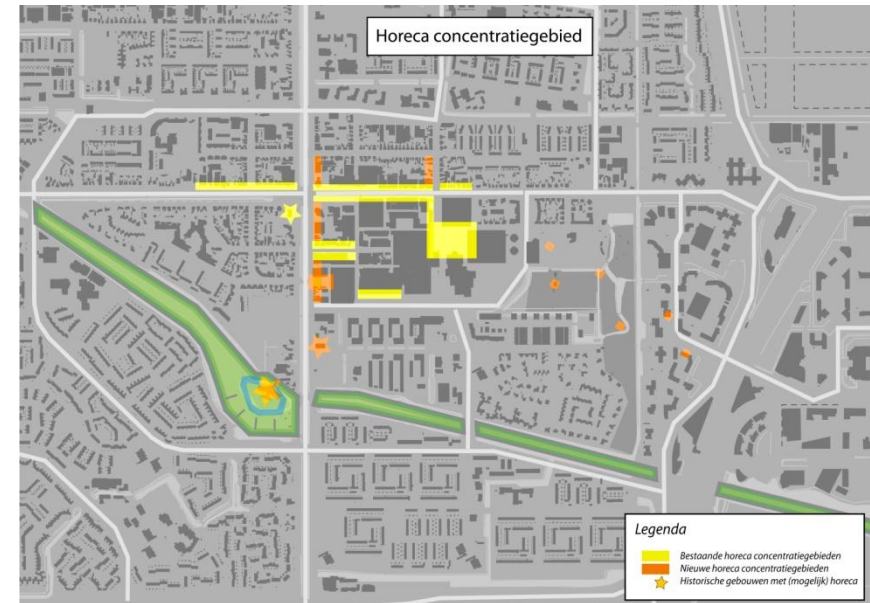 Horeca concentratiegebied
Legenda
Bestaande horeca concentratiegebieden
Nieuwe horeca concentratiegebieden
Historische gebouwen met (mogelijk) horeca